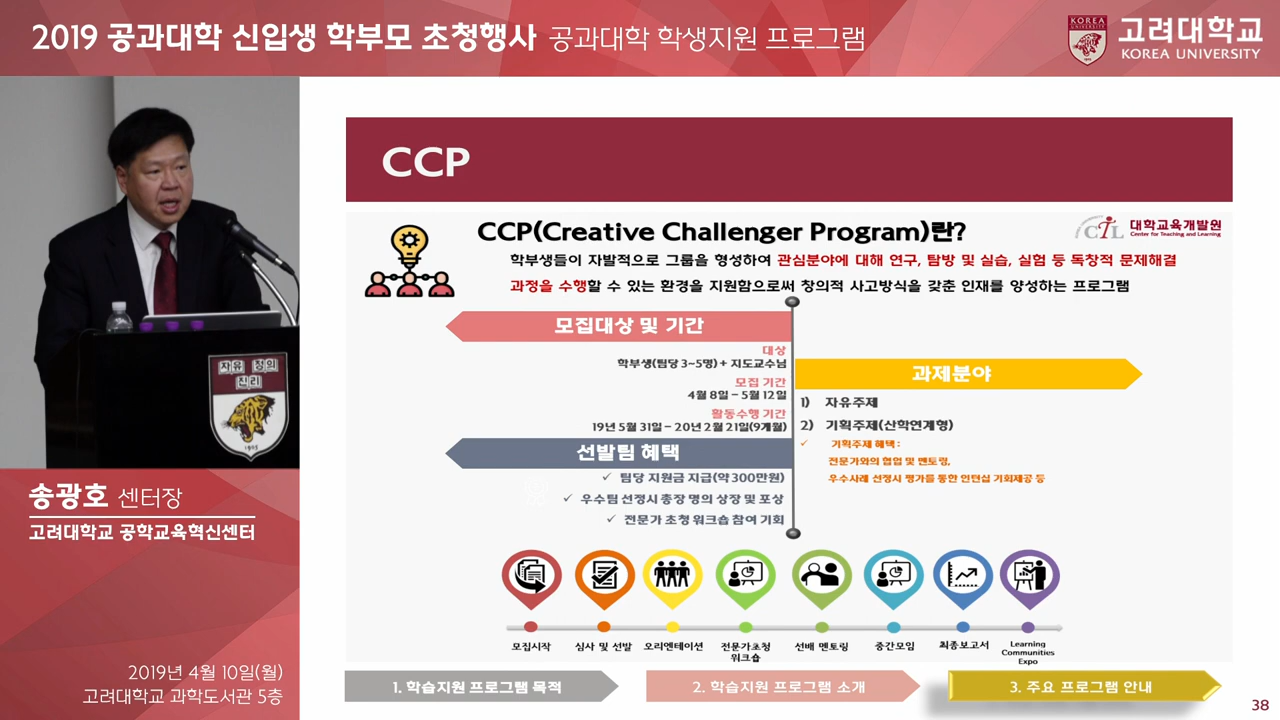 2019 공과대학 신입생 학부모 초청행사 공과대학 학생지원 프로그램
KOREA
UNIVERSITY
1905
고려대학교
KOREA UNIVERSITY
CCP
CCP(Creative Challenger Program)란?
CTL
대학교육개발원
Center for Teaching and Learning
학부생들이 자발적으로 그룹을 형성하여 관심분야에 대해 연구, 탐방 및 실습, 실험 등 독창적 문제해결
과정을 수행할 수 있는 환경을 지원함으로써 창의적 사고방식을 갖춘 인재를 양성하는 프로그램
모집대상 및 기간
대상
학부생(팀당 3~5명) + 지도교수님
모집 기간
4월 8일 – 5월 12일
활동수행 기간
19년 5월 31일 – 20년 2월 21일(9개월)
선발팀 혜택
✓ 팀당 지원금 지급(약 300만원)
✓ 우수팀 선정시 총장 명의 상장 및 포상
✓ 전문가 초청 워크숍 참여 기회
과제분야
1) 자유주제
2) 기획주제(산학연계형)
✓ 기획주제 혜택 :
전문가와의 협업 및 멘토링,
우수사례 선정시 평가를 통한 인턴십 기회제공 등
모집시작
심사 및 선발
오리엔테이션
전문가초청
워크숍
선배 멘토링
중간모임
최종보고서
Learning
Communities
Expo
1. 학습지원 프로그램 목적
2. 학습지원 프로그램 소개
3. 주요 프로그램 안내
38
자유 정의
진리
1905
송광호 센터장
고려대학교 공학교육혁신센터
2019년 4월 10일(월)
고려대학교 과학도서관 5층